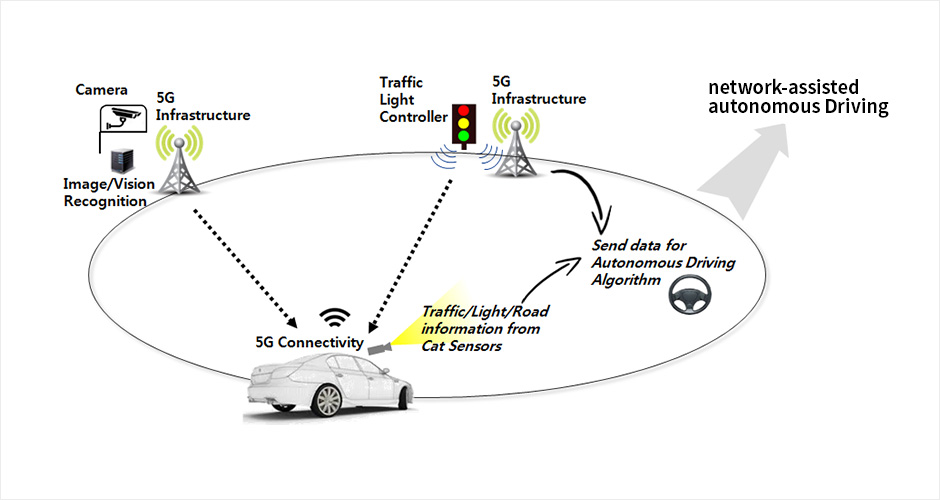 Camera
5G
Infrastructure
Image/Vision
Recognition
Traffic
Light
Controller
5G
Infrastructure
network-assisted
autonomous Driving
Send data for
Autonomous Driving
Algorithm
Traffic/Light/Road
information from
Cat Sensors
5G Connectivity